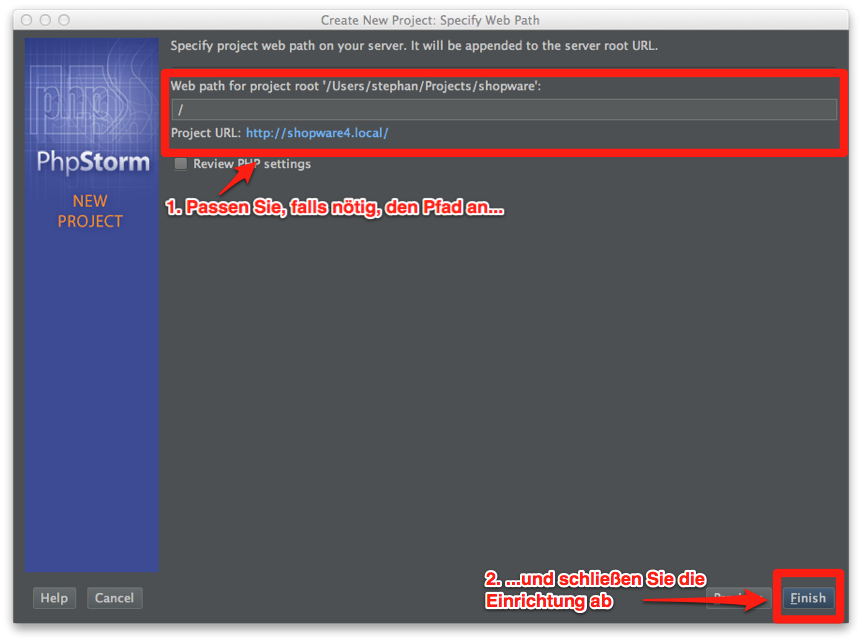 Create New Project: Specify Web Path
Specify project web path on your server. It will be appended to the server root URL.
php
PhpStorm
NEW
PROJECT
Web path for project root '/Users/stephan/Projects/shopware':
/
Project URL: http://shopware4.local/
Review PHP settings
1. Passen Sie, falls nötig, den Pfad an...
2. ...und schließen Sie die
Einrichtung ab
Help
Cancel
Finish